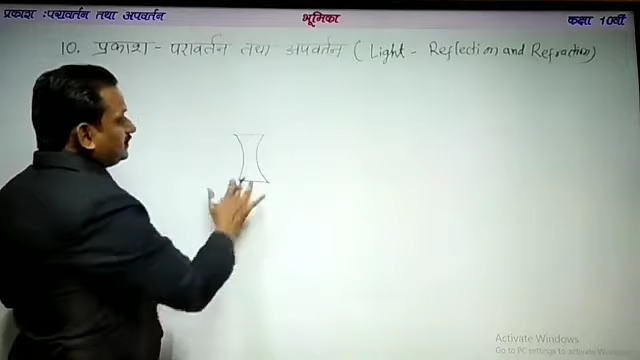 प्रकाश :परावर्तन तथा अपवर्तन
भूमिका
कक्षा 10वीं
10. प्रकाश - परावर्तन तथा अपवर्तन ( Light - Reflection and Refraction)
Activate Windows
Go to PC settings to activate Windows.